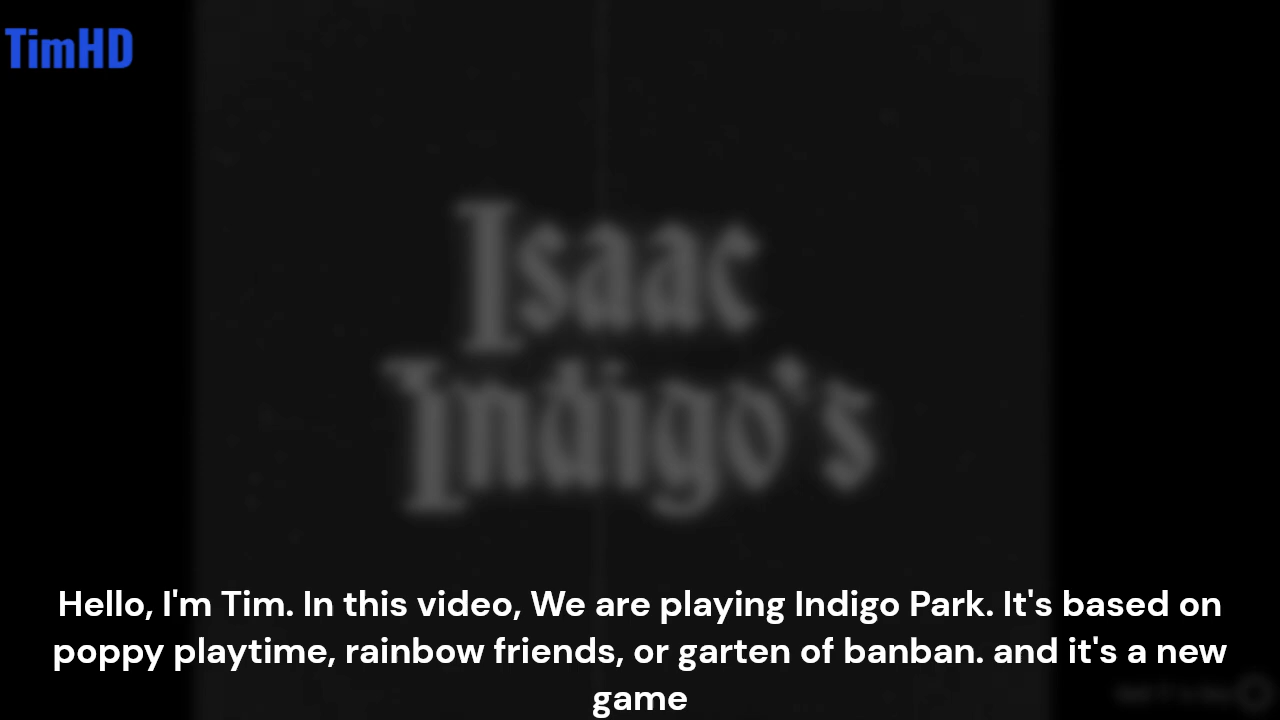 TimHD
Isaac
Indigo's
Hello, I'm Tim. In this video, We are playing Indigo Park. It's based on
poppy playtime, rainbow friends, or garten of banban. and it's a new
game